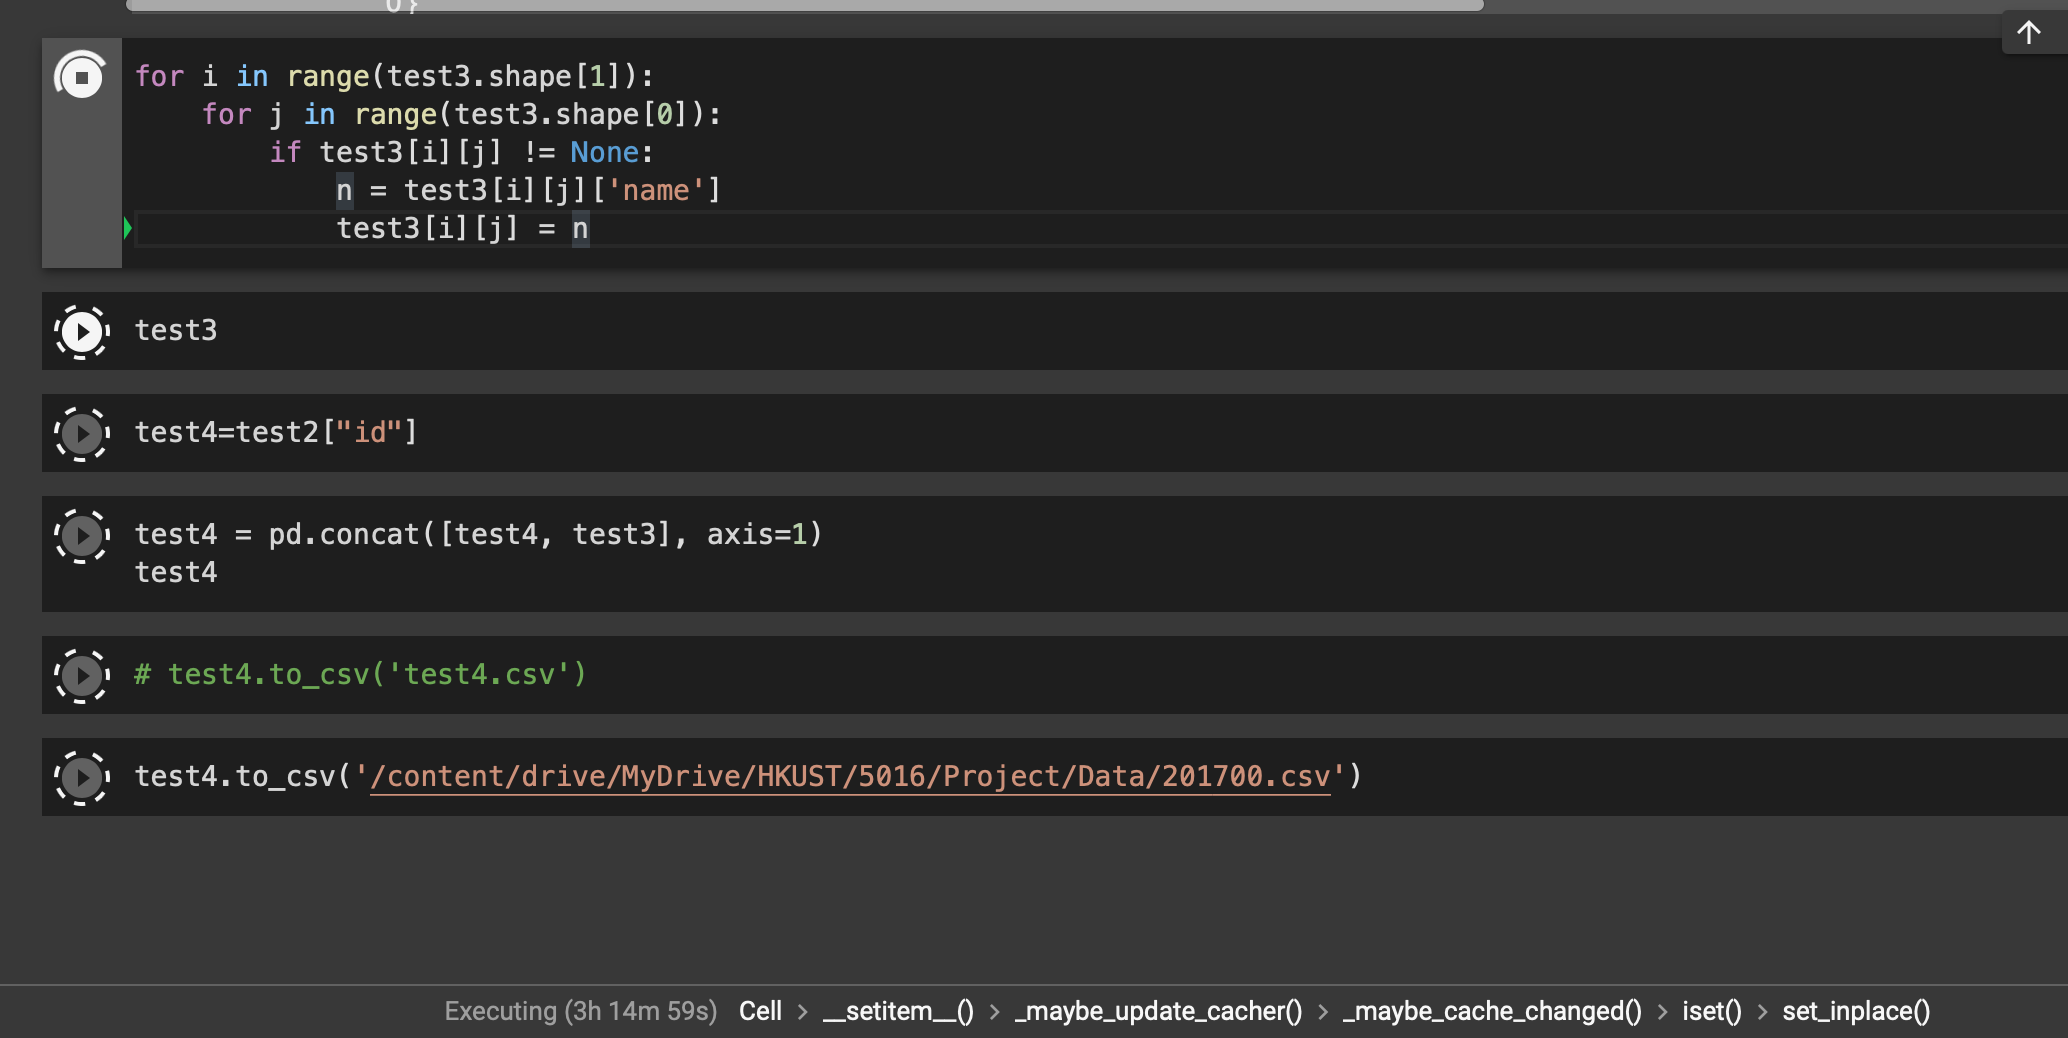 for i in range(test3.shape[1]):
for j in range(test3.shape[0]):
if test3[i][j] != None:
n = test3[i][j]['name']
test3[i][j] = n
test3
test4=test2["id"]
test4 = pd.concat([test4, test3], axis=1)
test4
# test4.to_csv('test4.csv')
test4.to_csv('/content/drive/MyDrive/HKUST/5016/Project/Data/201700.csv')
Executing (3h 14m 59s) Cell > __setitem__() > _maybe_update_cacher() > _maybe_cache_changed() > iset() > set_inplace()